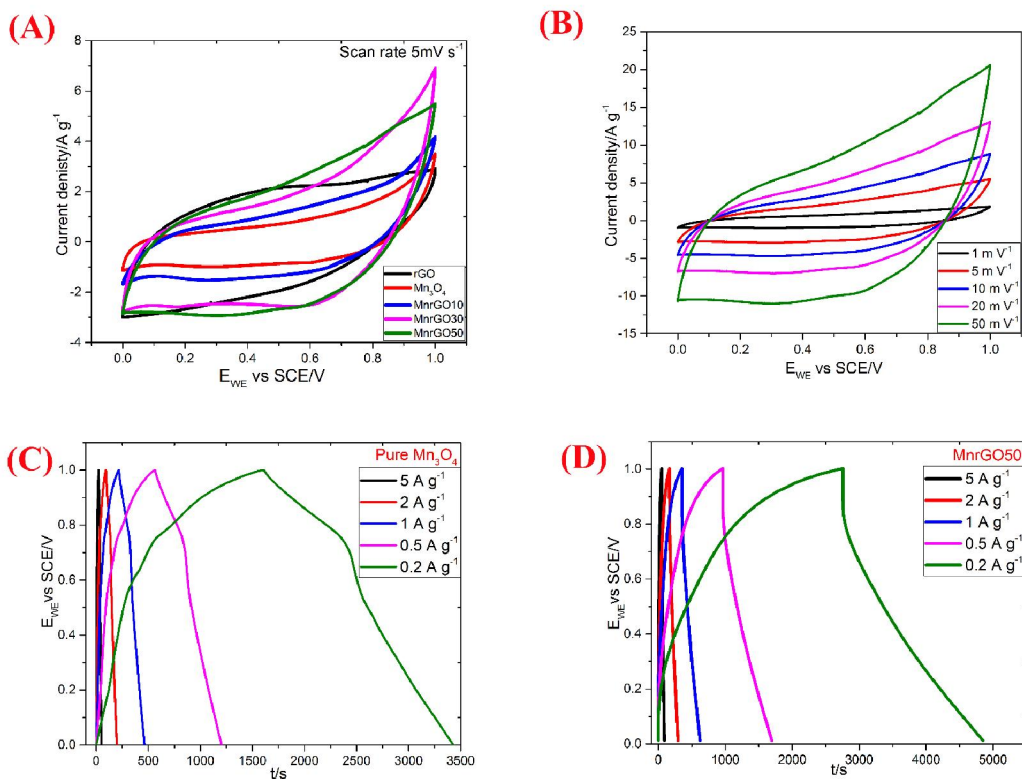 (A)
Scan rate 5mV s⁻¹
8
6
4
2
0
-2
-4
Current denisty/A g⁻¹
0.0 0.2 0.4 0.6 0.8 1.0
E_WE vs SCE/V
rGO
Mn₃O₄
MnrGO10
MnrGO30
MnrGO50
(B)
25
20
15
10
5
0
-5
-10
-15
Current density/A g⁻¹
0.0 0.2 0.4 0.6 0.8 1.0
E_WE vs SCE/V
1 m V⁻¹
5 m V⁻¹
10 m V⁻¹
20 m V⁻¹
50 m V⁻¹
(C)
Pure Mn₃O₄
5 A g⁻¹
2 A g⁻¹
1 A g⁻¹
0.5 A g⁻¹
0.2 A g⁻¹
1.0
0.8
0.6
0.4
0.2
0.0
E_WE vs SCE/V
0 500 1000 1500 2000 2500 3000 3500
t/s
(D)
MnrGO50
5 A g⁻¹
2 A g⁻¹
1 A g⁻¹
0.5 A g⁻¹
0.2 A g⁻¹
1.0
0.8
0.6
0.4
0.2
0.0
E_WE vs SCE/V
0 1000 2000 3000 4000 5000
t/s